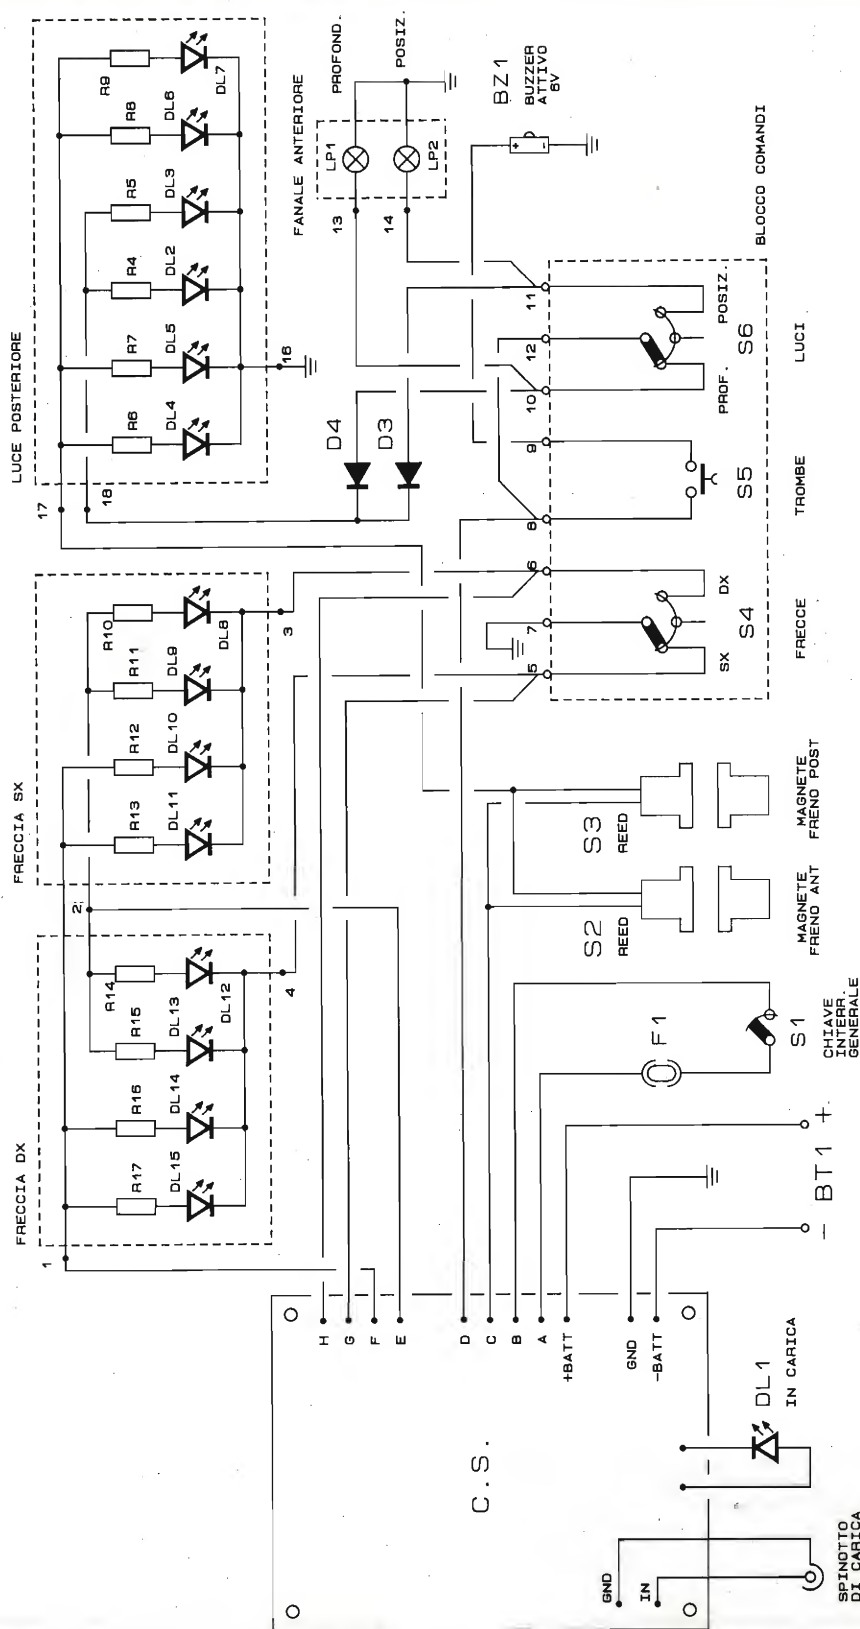 LUCE POSTERIORE
R9
DL7
R8
DL6
R5
DL3
R4
DL2
R7
DL5
R6
DL4
17
18
16
FANALE ANTERIORE
PROFOND.
POSIZ.
LP1
LP2
13
14
BZ1
BUZZER
ATTIVO
6V
+
-
D4
D3
BLOCCO COMANDI
11
12
10
9
8
6
7
5
POSIZ.
PROF.
S6
LUCI
S5
TROMBE
DX
SX
S4
FRECCE
FRECCIA SX
R10
DL8
R11
DL9
R12
DL10
R13
DL11
3
2
FRECCIA DX
R14
DL12
R15
DL13
R16
DL14
R17
DL15
4
1
S3
REED
MAGNETE
FRENO POST
S2
REED
MAGNETE
FRENO ANT
F1
S1
CHIAVE
INTERR.
GENERALE
- BT1 +
H
G
F
E
D
C
B
A
+BATT
GND
-BATT
C.S.
DL1
IN CARICA
GND
IN
SPINOTTO
DI CARICA